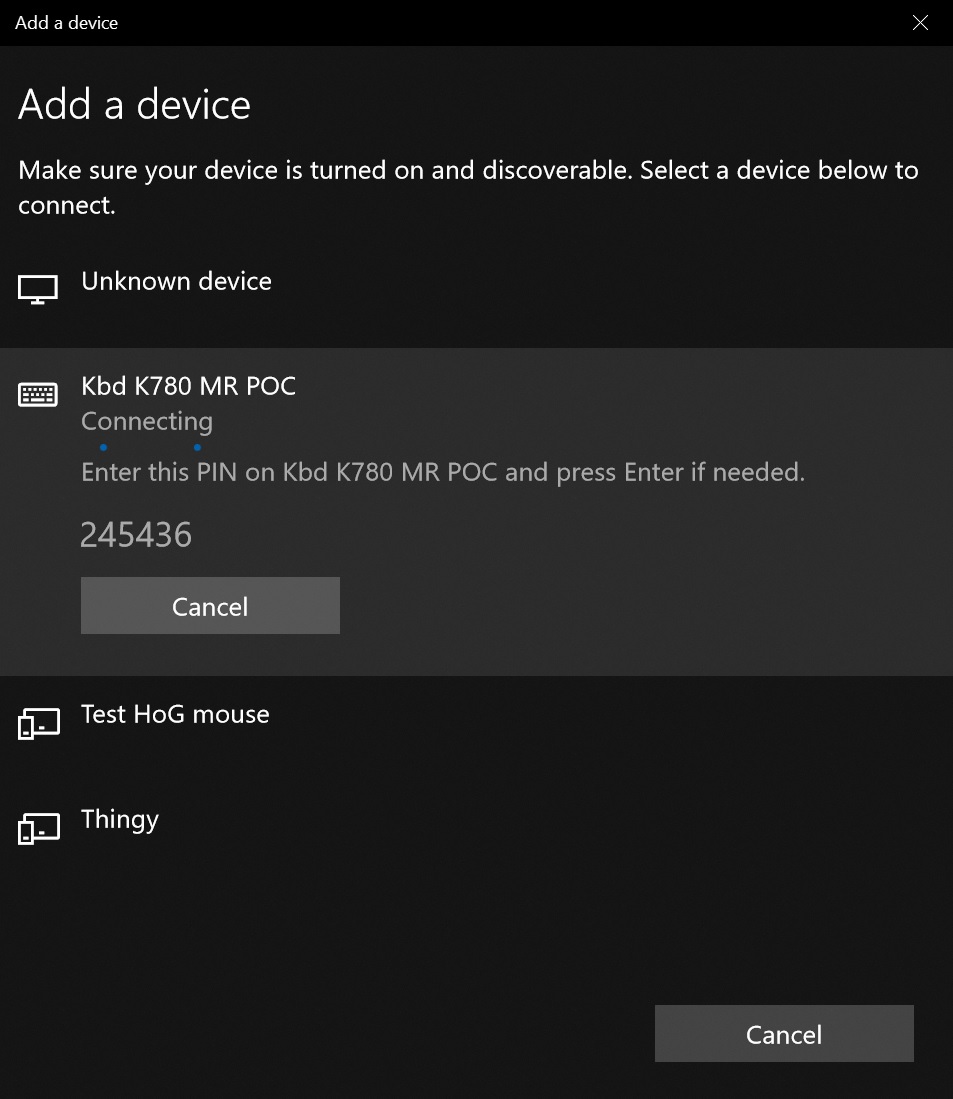 Add a device
Add a device
Make sure your device is turned on and discoverable. Select a device below to
connect.
Unknown device
Kbd K780 MR POC
Connecting
Enter this PIN on Kbd K780 MR POC and press Enter if needed.
245436
Cancel
Test HoG mouse
Thingy
Cancel